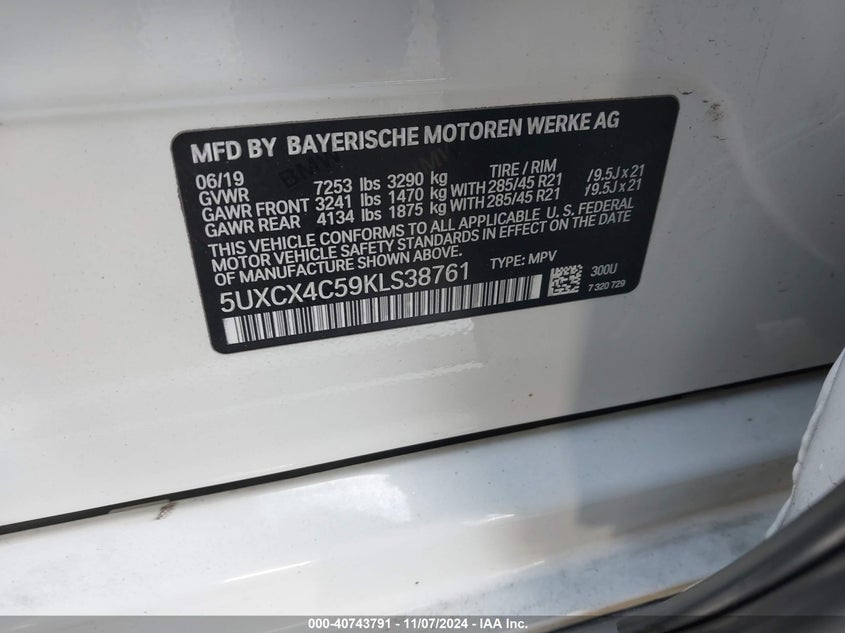 MFD BY BAYERISCHE MOTOREN WERKE AG
06/19 TIRE / RIM
GVWR 7253 lbs 3290 kg
GAWR FRONT 3241 lbs 1470 kg WITH 285/45 R21 /9.5J x 21
GAWR REAR 4134 lbs 1875 kg WITH 285/45 R21 /9.5J x 21
THIS VEHICLE CONFORMS TO ALL APPLICABLE U. S. FEDERAL
MOTOR VEHICLE SAFETY STANDARDS IN EFFECT ON THE DATE
OF MANUFACTURE SHOWN ABOVE.
5UXCX4C59KLS38761 TYPE: MPV
300U
7 320 729
000-40743791 - 11/07/2024 - IAA Inc.